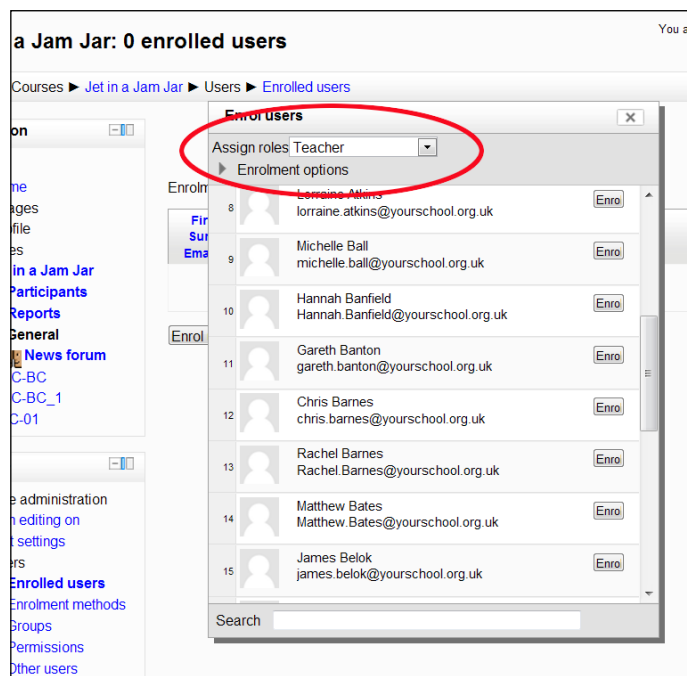 You a
a Jam Jar: 0 enrolled users
Courses ► Jet in a Jam Jar ► Users ► Enrolled users
on
me
ages
ofile
es
in a Jam Jar
Participants
Reports
General
News forum
C-BC
C-BC_1
C-01
e administration
n editing on
t settings
ers
Enrolled users
Enrolment methods
Groups
Permissions
Other users
Enrolm
Fir
Sur
Ema
Enrol
Enrol users
Assign roles Teacher
Enrolment options
8 Lorraine Atkins Enro
lorraine.atkins@yourschool.org.uk
9 Michelle Ball Enro
michelle.ball@yourschool.org.uk
10 Hannah Banfield Enro
Hannah.Banfield@yourschool.org.uk
11 Gareth Banton Enro
gareth.banton@yourschool.org.uk
12 Chris Barnes Enro
chris.barnes@yourschool.org.uk
13 Rachel Barnes Enro
Rachel.Barnes@yourschool.org.uk
14 Matthew Bates Enro
Matthew.Bates@yourschool.org.uk
15 James Belok Enro
james.belok@yourschool.org.uk
Search